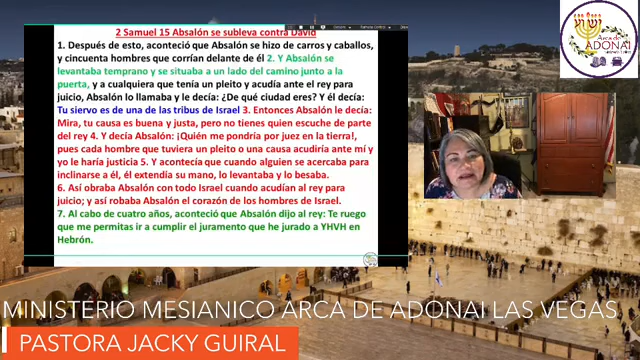 2 Samuel 15 Absalón se subleva contra David
1. Después de esto, aconteció que Absalón se hizo de carros y caballos,
y cincuenta hombres que corrían delante de él 2. Y Absalón se
levantaba temprano y se situaba a un lado del camino junto a la
puerta, y a cualquiera que tenía un pleito y acudía ante el rey para
juicio, Absalón lo llamaba y le decía: ¿De qué ciudad eres? Y él decía:
Tu siervo es de una de las tribus de Israel 3. Entonces Absalón le decía:
Mira, tu causa es buena y justa, pero no tienes quien escuche de parte
del rey 4. Y decía Absalón: ¡Quién me pondría por juez en la tierra!,
pues cada hombre que tuviera un pleito o una causa acudiría ante mí y
yo le haría justicia 5. Y acontecía que cuando alguien se acercaba para
inclinarse a él, él extendía su mano, lo levantaba y lo besaba.
6. Así obraba Absalón con todo Israel cuando acudían al rey para
juicio; y así robaba Absalón el corazón de los hombres de Israel.
7. Al cabo de cuatro años, aconteció que Absalón dijo al rey: Te ruego
que me permitas ir a cumplir el juramento que he jurado a YHVH en
Hebrón.
Arca de
ADONAI
LAS VEGAS
MINISTERIO MESIANICO ARCA DE ADONAI LAS VEGAS
PASTORA JACKY GUIRAL